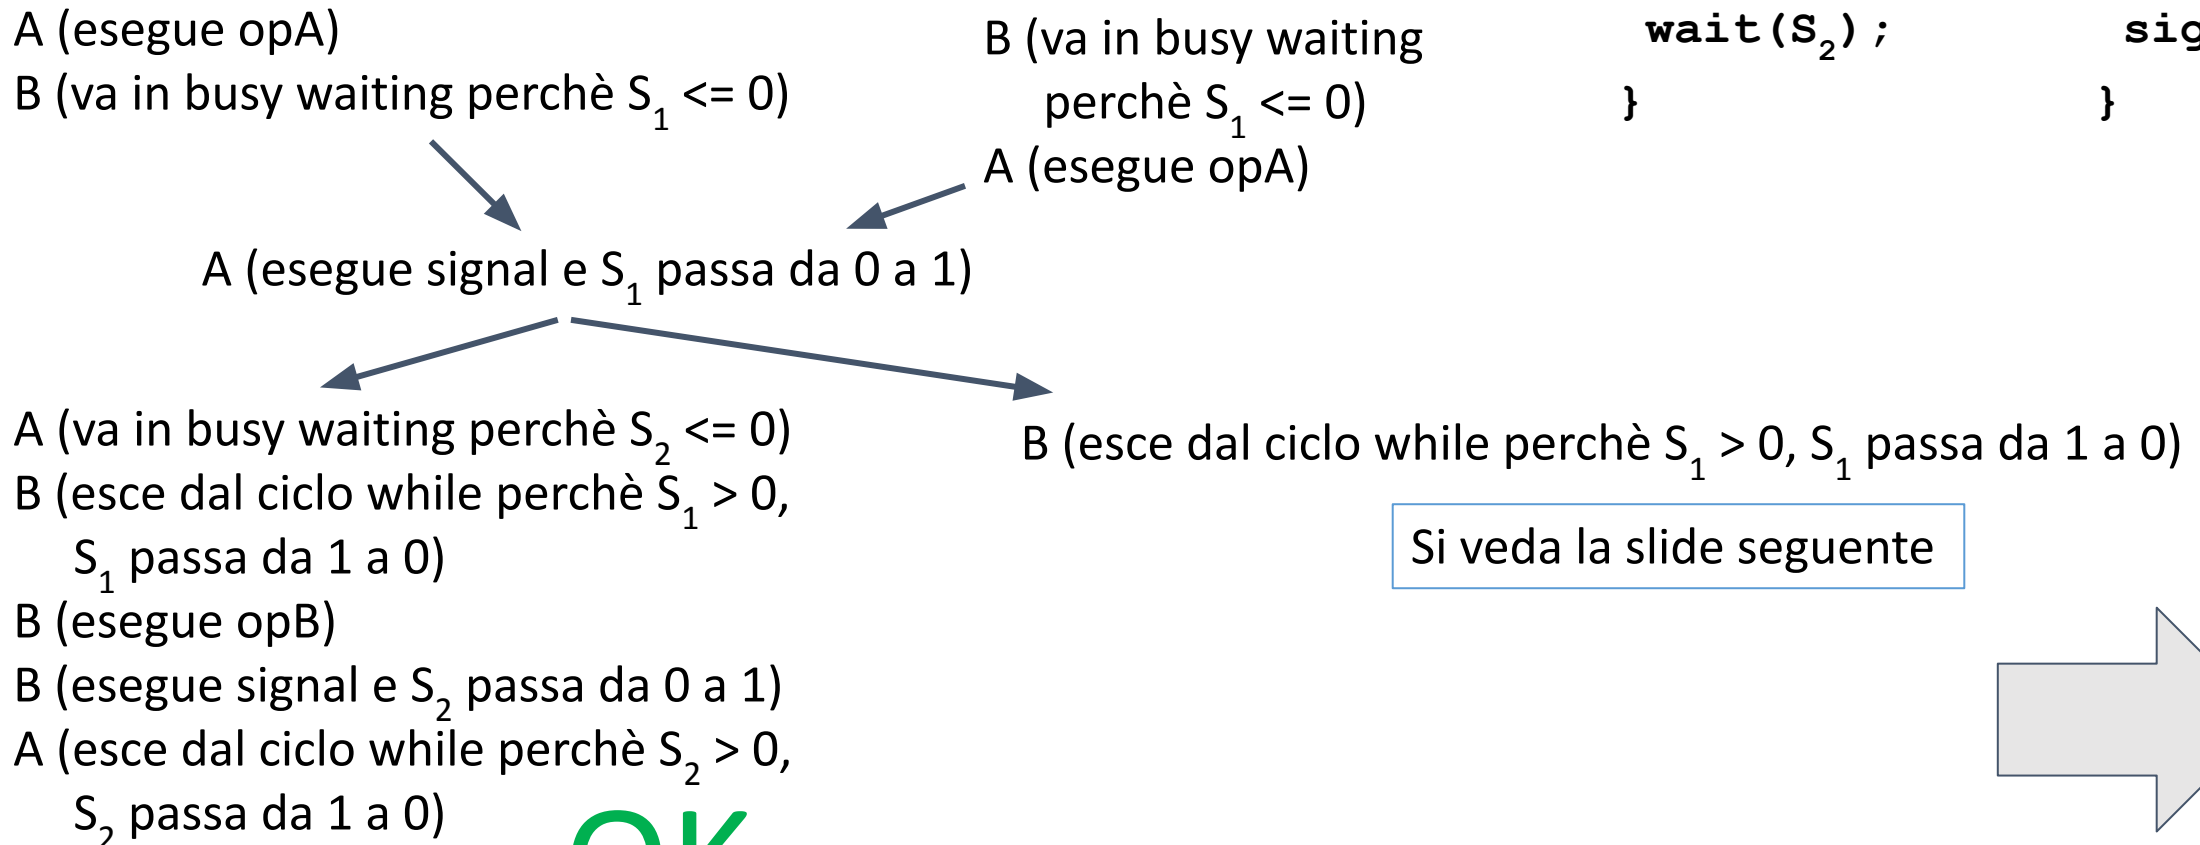 A (esegue opA)
B (va in busy waiting perchè S1 <= 0)
B (va in busy waiting
perchè S1 <= 0)
A (esegue opA)
wait(S2);
sig
}
}
A (esegue signal e S1 passa da 0 a 1)
A (va in busy waiting perchè S2 <= 0)
B (esce dal ciclo while perchè S1 > 0,
S1 passa da 1 a 0)
B (esegue opB)
B (esegue signal e S2 passa da 0 a 1)
A (esce dal ciclo while perchè S2 > 0,
S2 passa da 1 a 0)
OK
B (esce dal ciclo while perchè S1 > 0, S1 passa da 1 a 0)
Si veda la slide seguente